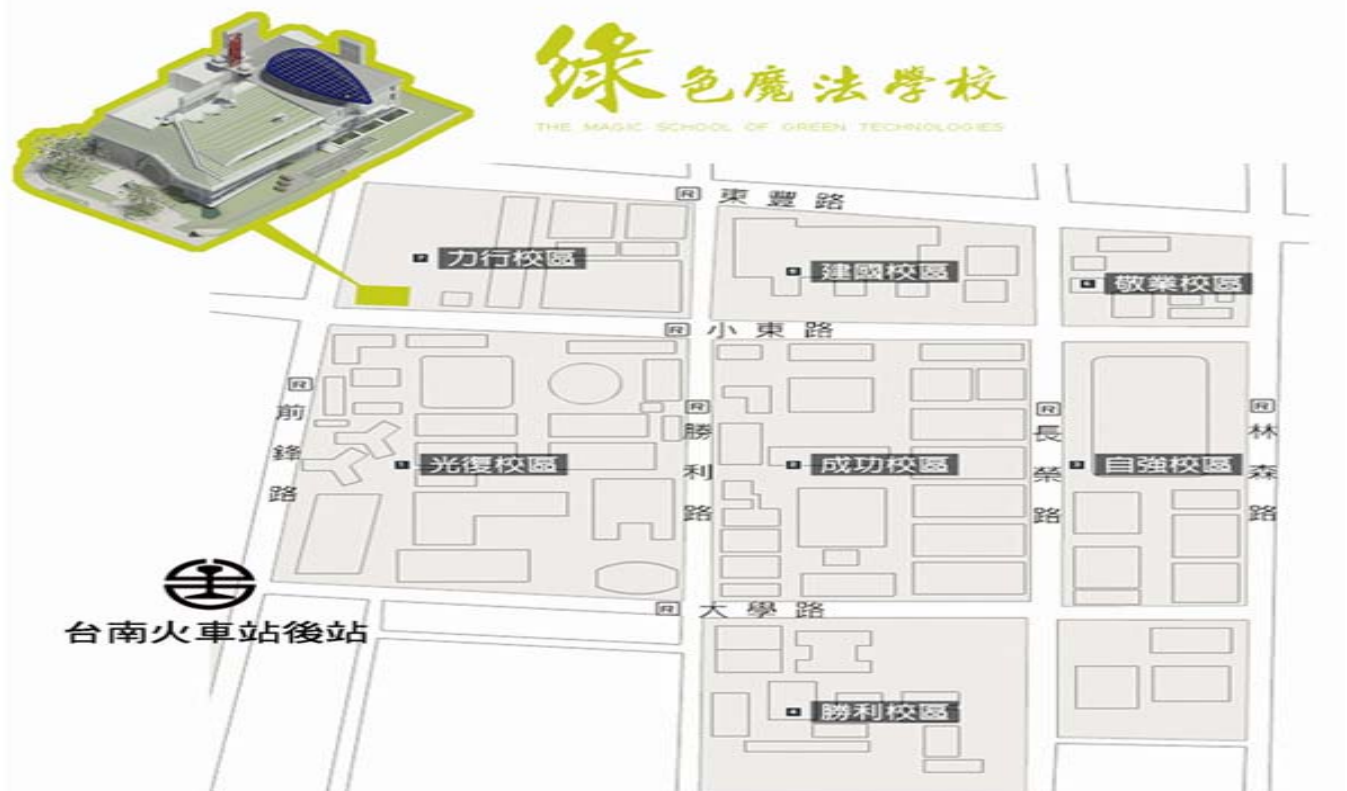 綠色魔法學校
THE MAGIC SCHOOL OF GREEN TECHNOLOGIES
R 東豐路
力行校區
建國校區
敬業校區
R 小東路
R 前鋒路
R 勝利路
R 長榮路
R 林森路
光復校區
成功校區
自強校區
台南火車站後站
R 大學路
勝利校區